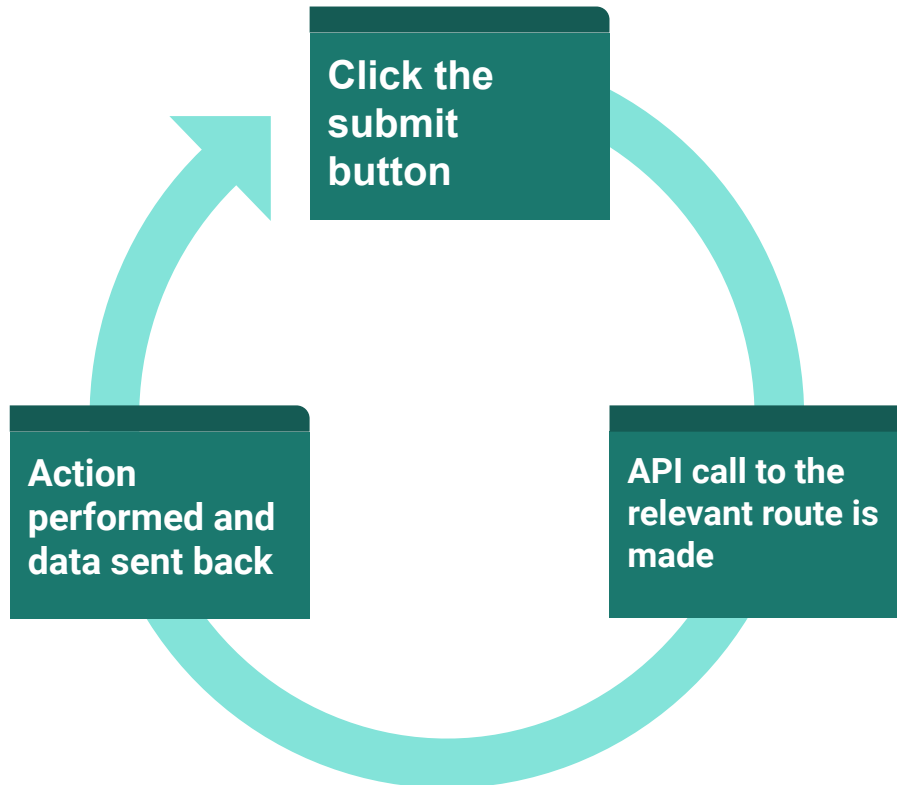 Click the
submit
button
API call to the
relevant route is
made
Action
performed and
data sent back